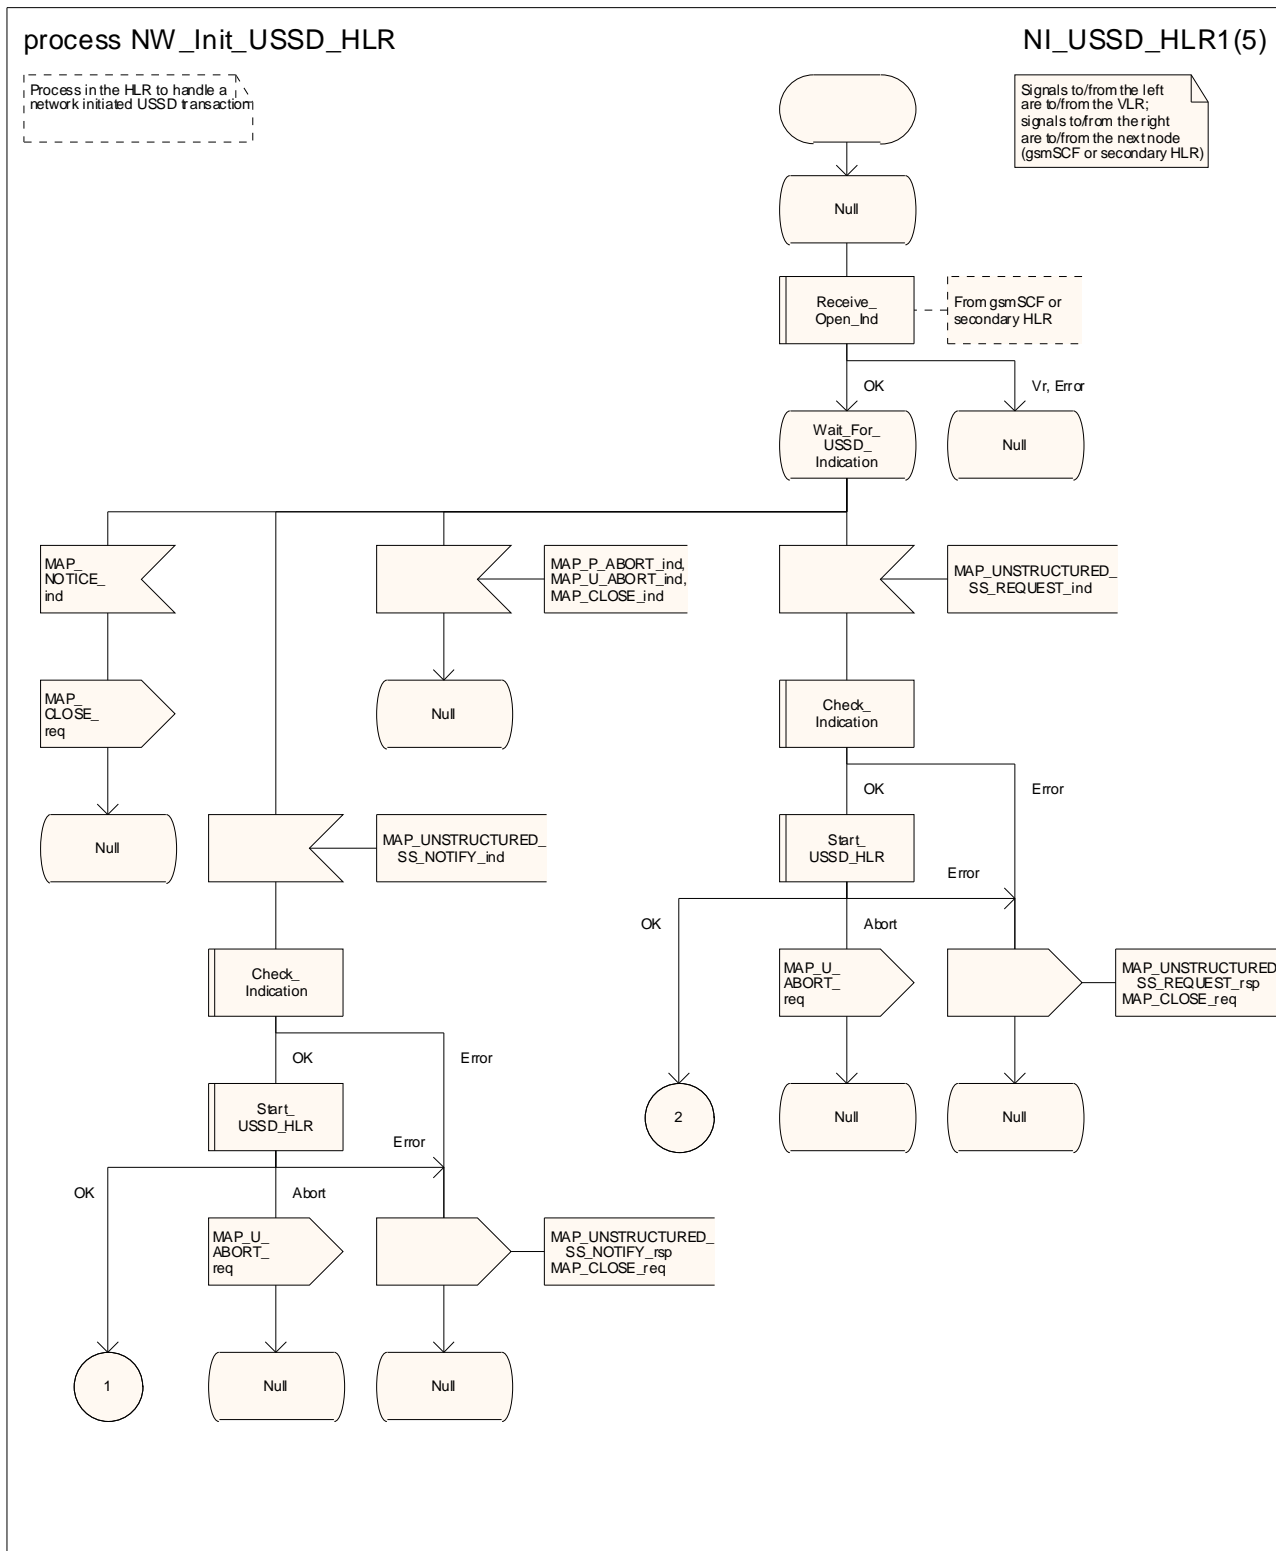 process NW_Init_USSD_HLR
NI_USSD_HLR1(5)
Process in the HLR to handle a
network initiated USSD transaction
Signals to/from the left
are to/from the VLR;
signals to/from the right
are to/from the next node
(gsmSCF or secondary HLR)
Null
Receive_
Open_Ind
From gsmSCF or
secondary HLR
OK
Vr, Error
Wait_For_
USSD_
Indication
Null
MAP_
NOTICE_
ind
MAP_P_ABORT_ind,
MAP_U_ABORT_ind,
MAP_CLOSE_ind
MAP_UNSTRUCTURED_
SS_REQUEST_ind
MAP_
CLOSE_
req
Null
Check_
Indication
OK
Error
Null
MAP_UNSTRUCTURED_
SS_NOTIFY_ind
Start_
USSD_HLR
Error
OK
Abort
Check_
Indication
MAP_U_
ABORT_
req
MAP_UNSTRUCTURED_
SS_REQUEST_rsp
MAP_CLOSE_req
OK
Error
Start_
USSD_HLR
2
Null
Null
Error
OK
Abort
MAP_U_
ABORT_
req
MAP_UNSTRUCTURED_
SS_NOTIFY_rsp
MAP_CLOSE_req
1
Null
Null